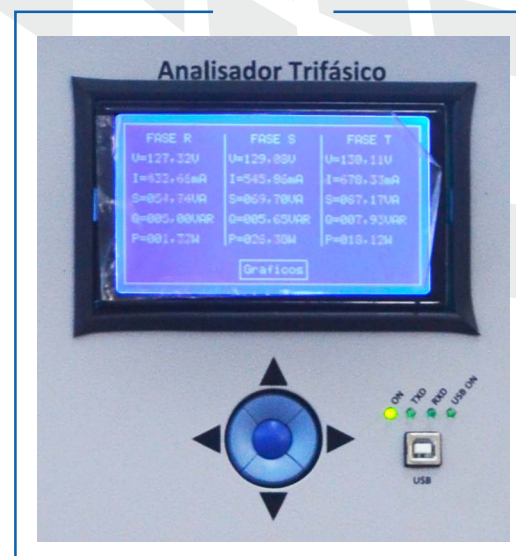 Analisador Trifásico
FASE R FASE S FASE T
V=127,32V V=129,08V V=130,11V
I=432,66mA I=545,86mA I=678,33mA
S=054,74VA S=069,70VA S=087,17VA
Q=005,00VAR Q=005,65VAR Q=007,93VAR
P=001,32W P=026,30W P=018,12W
Graficos
ON TXD RXD USB ON
USB